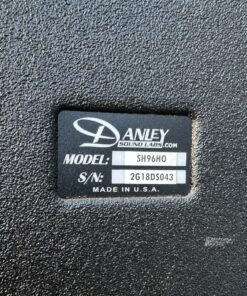 DANLEY
SOUND LABS.COM
MODEL: SH96HO
S/N: 2G18DS043
MADE IN U.S.A.